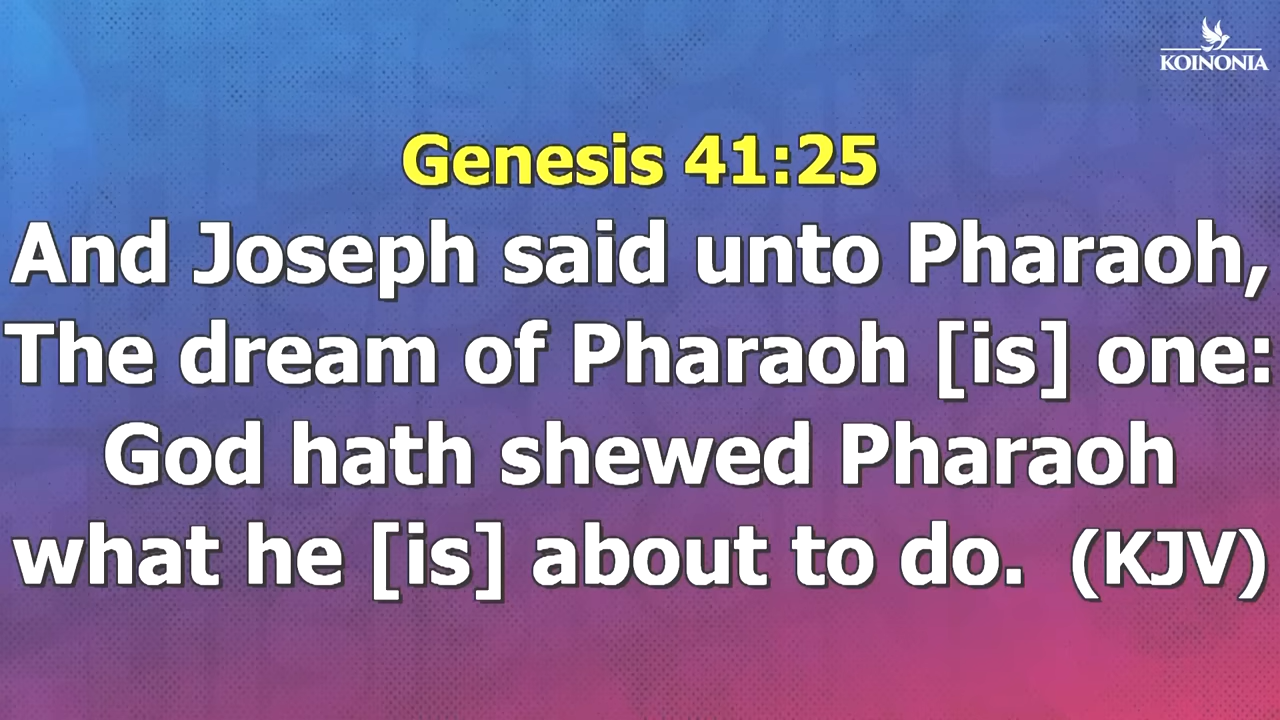 KOINONIA
Genesis 41:25
And Joseph said unto Pharaoh,
The dream of Pharaoh [is] one:
God hath shewed Pharaoh
what he [is] about to do. (KJV)